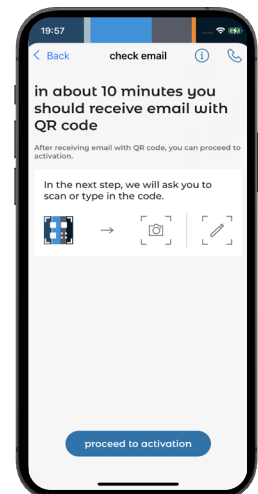 19:57
Back check email
in about 10 minutes you
should receive email with
QR code
After receiving email with QR code, you can proceed to
activation.
In the next step, we will ask you to
scan or type in the code.
proceed to activation